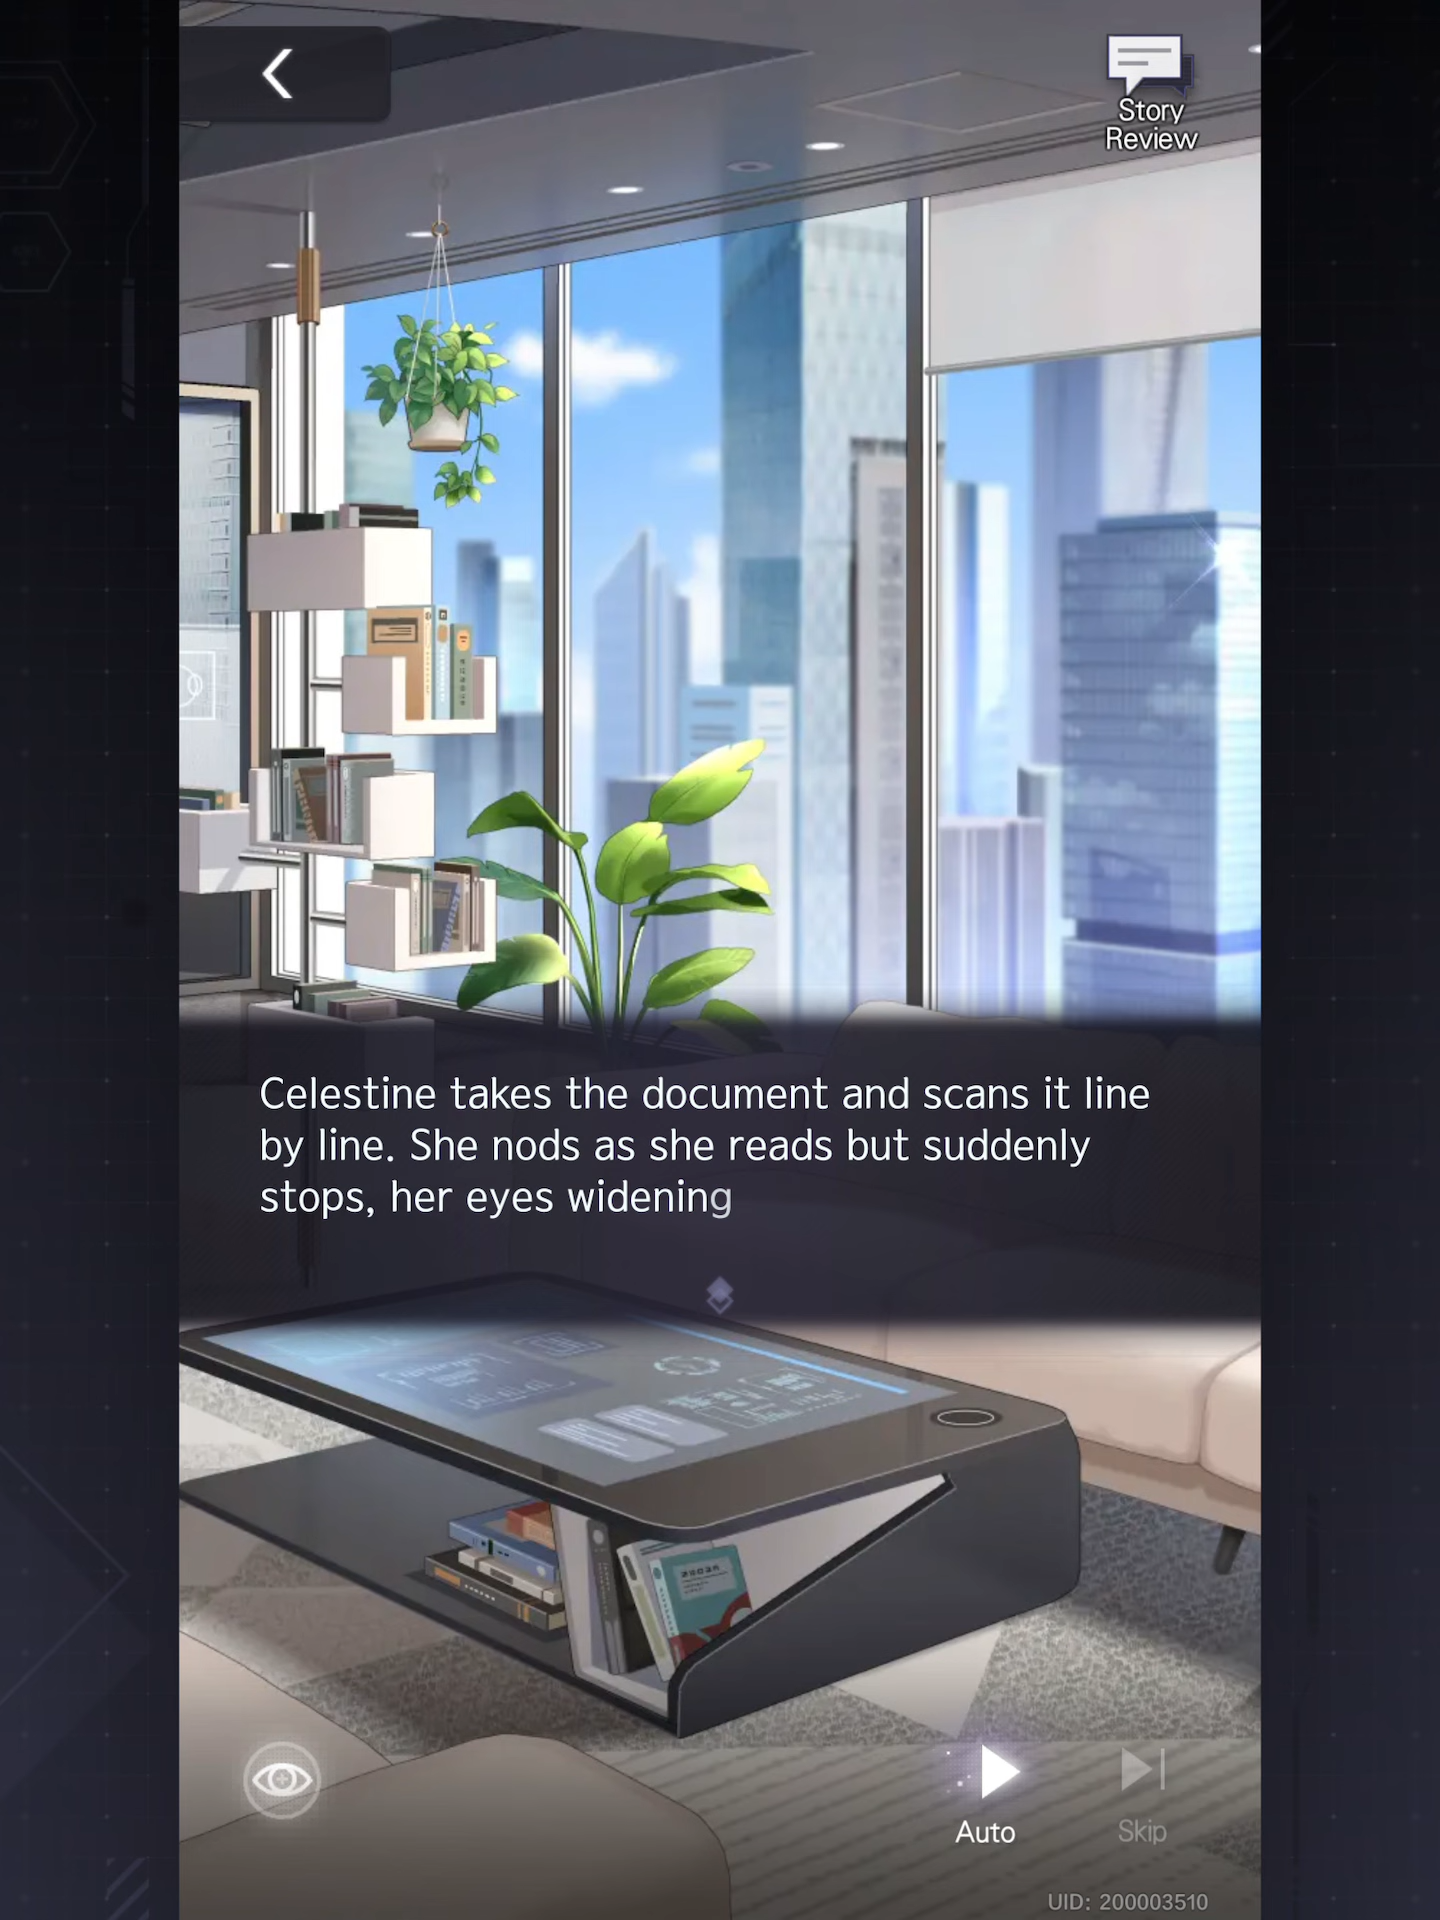 Story
Review
Celestine takes the document and scans it line
by line. She nods as she reads but suddenly
stops, her eyes widening
Auto
Skip
UID: 200003510